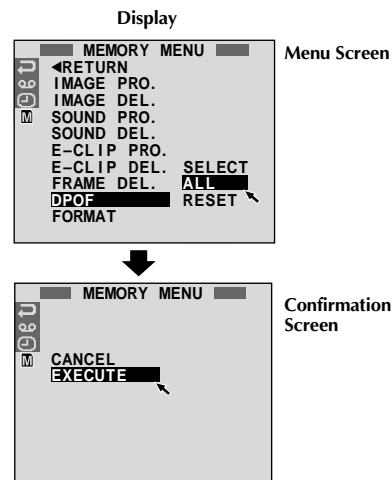 Display
MEMORY MENU
Menu Screen
◄RETURN
IMAGE PRO.
IMAGE DEL.
M SOUND PRO.
SOUND DEL.
E–CLIP PRO.
E–CLIP DEL. SELECT
FRAME DEL. ALL
DPOF RESET
FORMAT
MEMORY MENU
Confirmation
Screen
M CANCEL
EXECUTE